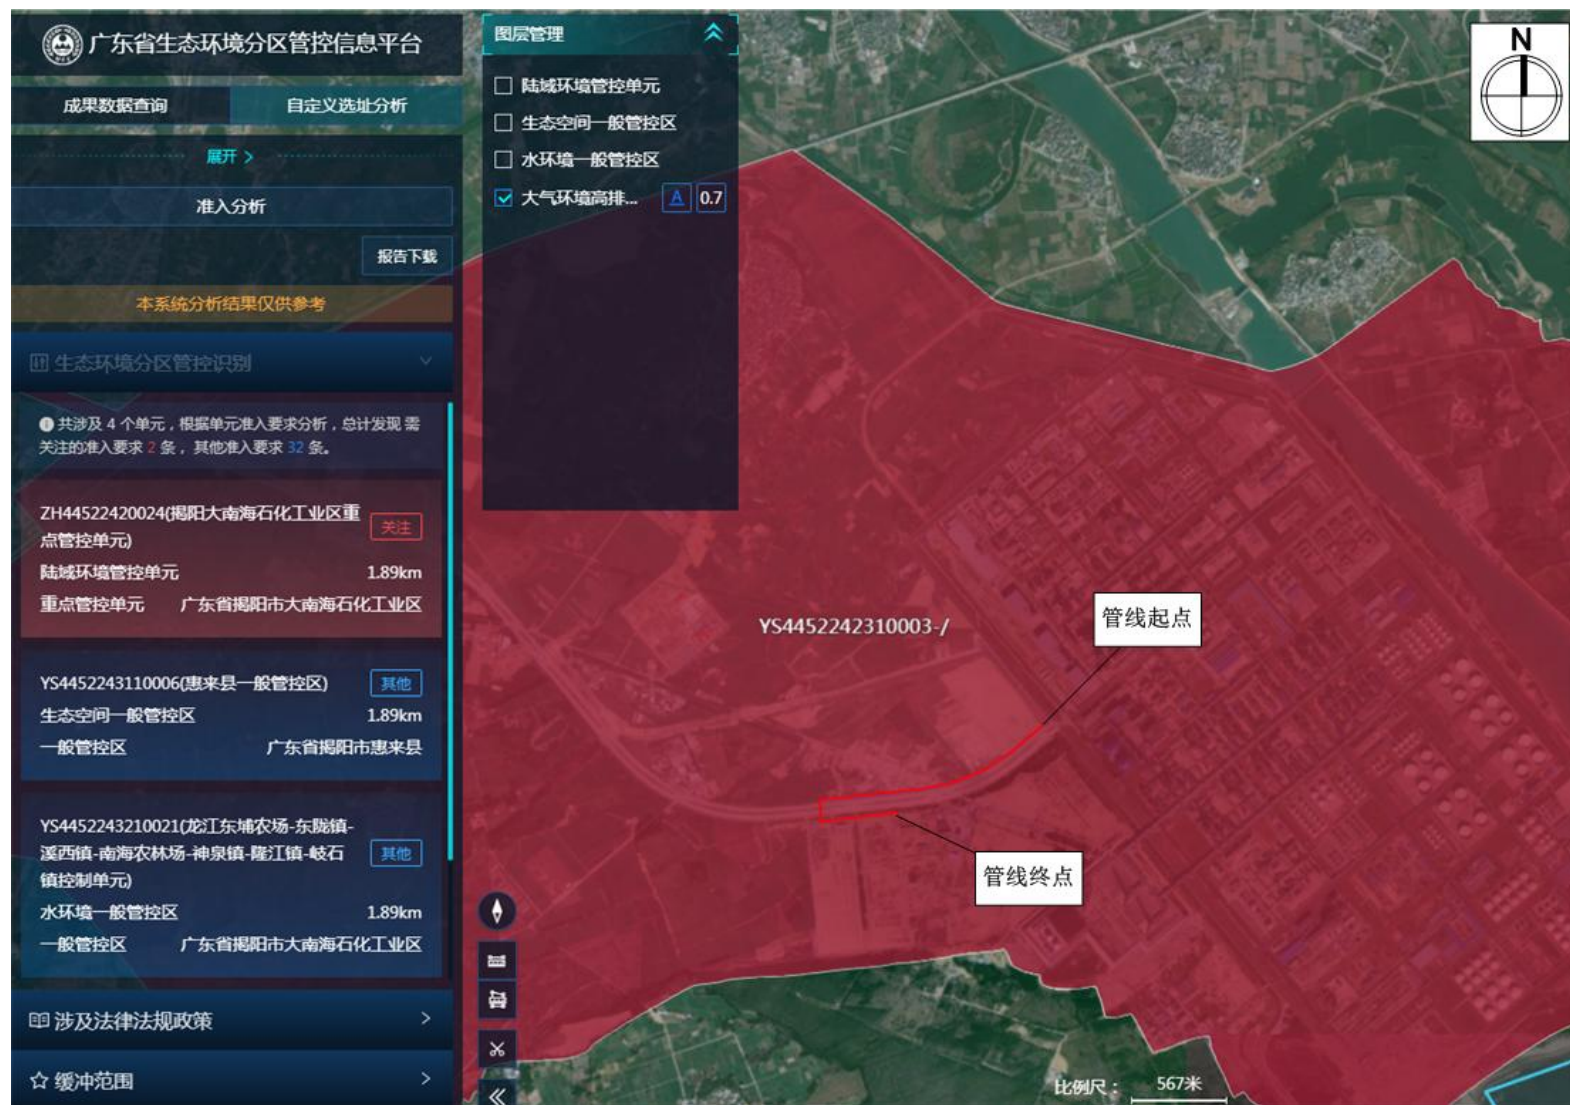 广东省生态环境分区管控信息平台
成果数据查询
自定义选址分析
展开 >
准入分析
报告下载
本系统分析结果仅供参考
生态环境分区管控识别
共涉及 4 个单元，根据单元准入要求分析，总计发现 需
关注的准入要求 2 条， 其他准入要求 32 条。
ZH44522420024(揭阳大南海石化工业区重
点管控单元)
关注
陆域环境管控单元 1.89km
重点管控单元 广东省揭阳市大南海石化工业区
YS4452243110006(惠来县一般管控区)
其他
生态空间一般管控区 1.89km
一般管控区 广东省揭阳市惠来县
YS4452243210021(龙江东埔农场-东陇镇-
溪西镇-南海农林场-神泉镇-隆江镇-岐石
镇控制单元)
其他
水环境一般管控区 1.89km
一般管控区 广东省揭阳市大南海石化工业区
涉及法律法规政策 >
缓冲范围 >
图层管理
陆域环境管控单元
生态空间一般管控区
水环境一般管控区
大气环境高排... A 0.7
N
YS4452242310003-/
管线起点
管线终点
比例尺： 567米